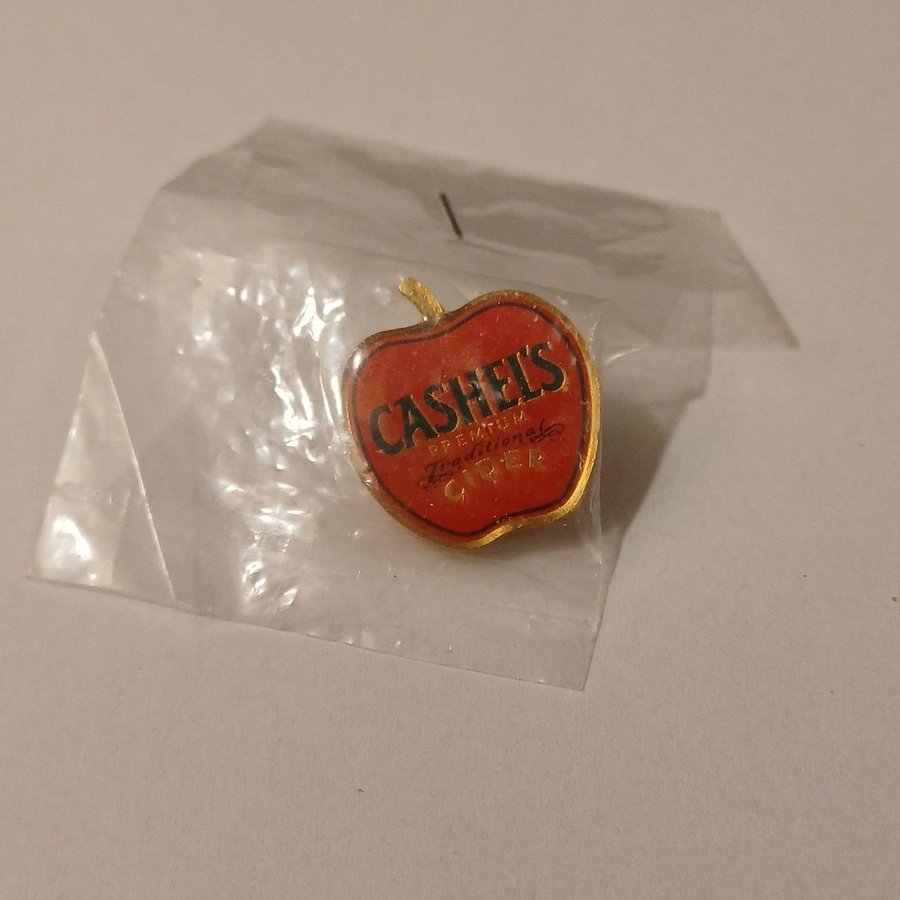 CASHEL'S
PREMIUM
Traditional
CIDER